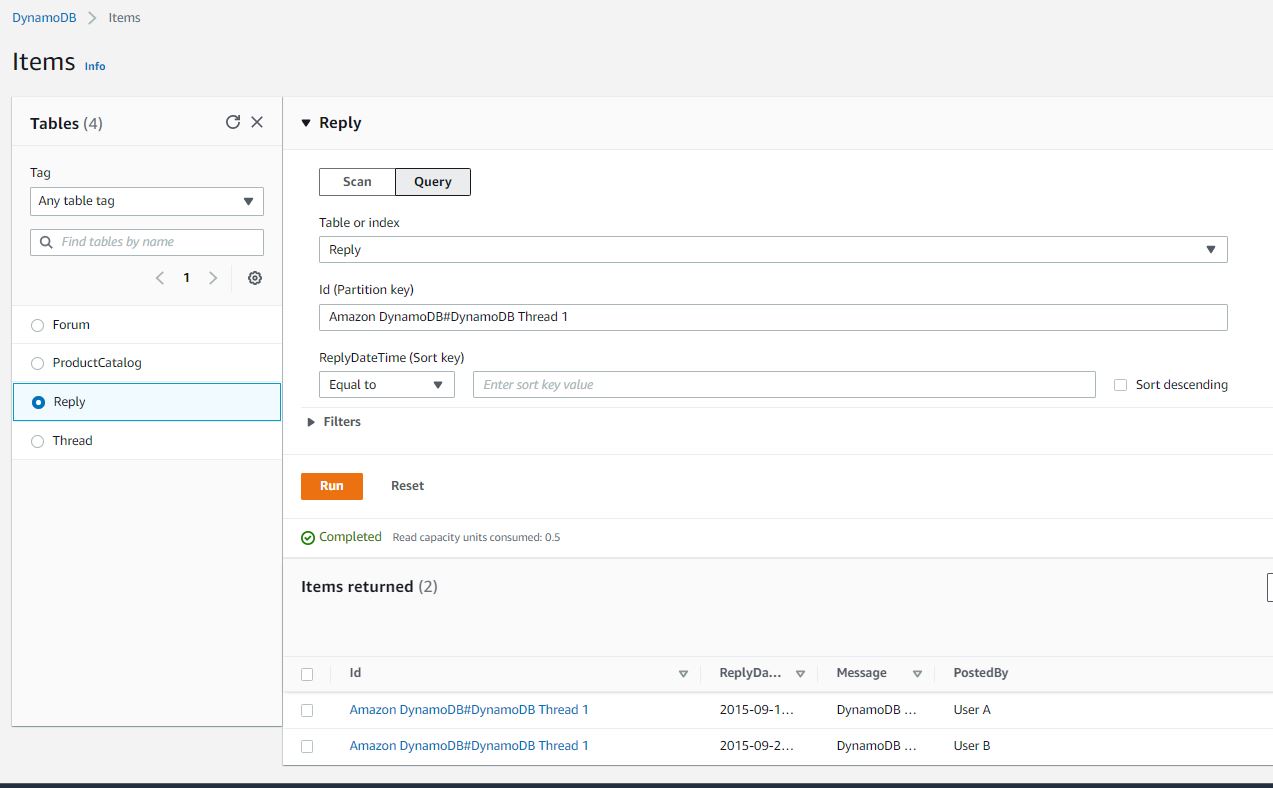 DynamoDB > Items
Items Info
Tables (4)
Tag
Any table tag
Find tables by name
1
Forum
ProductCatalog
Reply
Thread
Reply
Scan Query
Table or index
Reply
Id (Partition key)
Amazon DynamoDB#DynamoDB Thread 1
ReplyDateTime (Sort key)
Equal to Enter sort key value Sort descending
Filters
Run Reset
Completed Read capacity units consumed: 0.5
Items returned (2)
Id ReplyDa... Message PostedBy
Amazon DynamoDB#DynamoDB Thread 1 2015-09-1... DynamoDB ... User A
Amazon DynamoDB#DynamoDB Thread 1 2015-09-2... DynamoDB ... User B